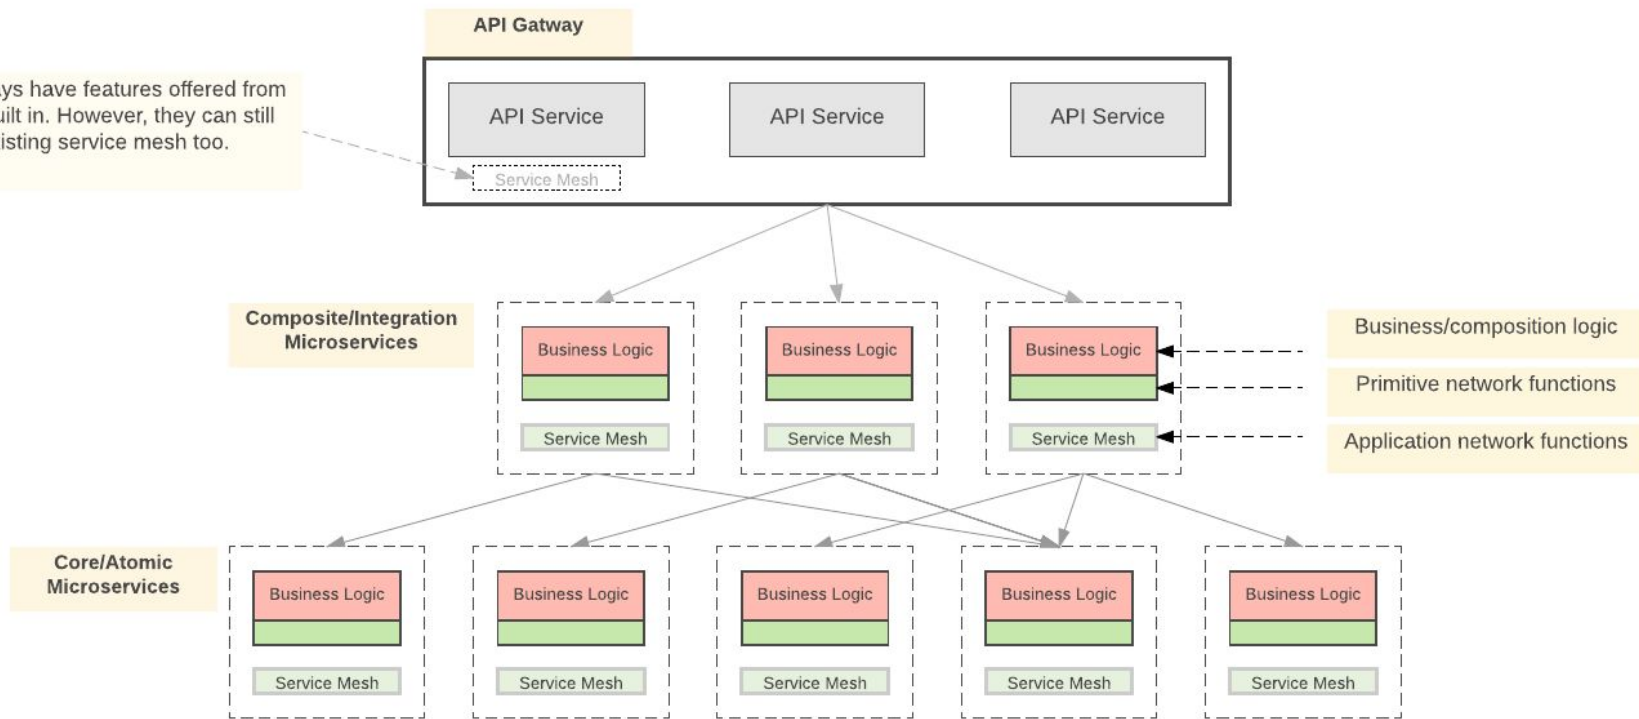 API Gatway
have features offered from
in. However, they can still
service mesh too.
API Service
API Service
API Service
Service Mesh
Composite/Integration
Microservices
Business Logic
Business Logic
Business Logic
Service Mesh
Service Mesh
Service Mesh
Business/composition logic
Primitive network functions
Application network functions
Core/Atomic
Microservices
Business Logic
Business Logic
Business Logic
Business Logic
Business Logic
Service Mesh
Service Mesh
Service Mesh
Service Mesh
Service Mesh